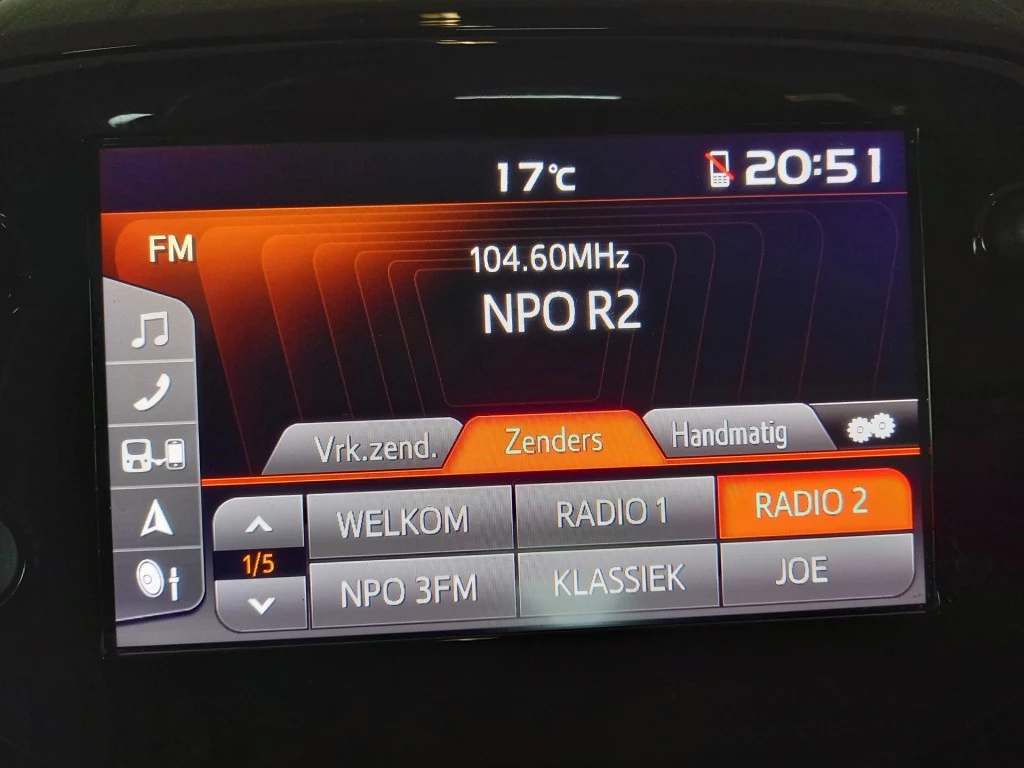 17°C 20:51
FM
104.60MHz
NPO R2
Vrk.zend. Zenders Handmatig
WELKOM RADIO 1 RADIO 2
1/5
NPO 3FM KLASSIEK JOE